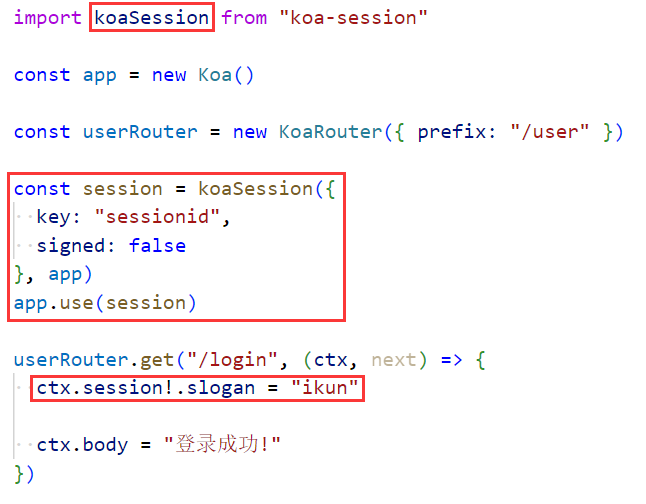 import koaSession from "koa-session"
const app = new Koa()
const userRouter = new KoaRouter({ prefix: "/user" })
const session = koaSession({
  key: "sessionid",
  signed: false
}, app)
app.use(session)
userRouter.get("/login", (ctx, next) => {
  ctx.session!.slogan = "ikun"
  ctx.body = "登录成功!"
})